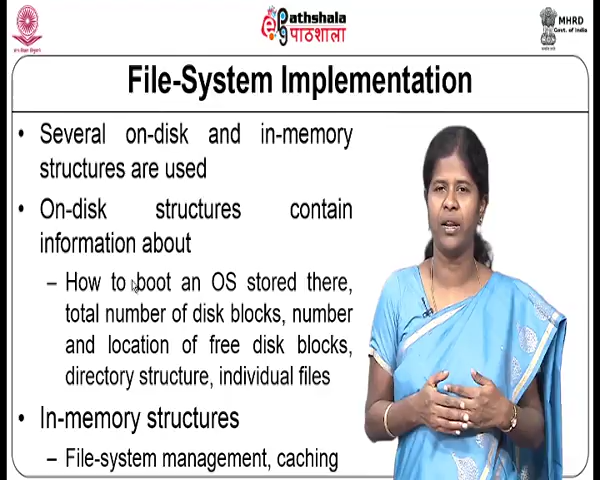 Pathshala
पाठशाला
MHRD
Govt. of India
File-System Implementation
• Several on-disk and in-memory
structures are used
• On-disk structures contain
information about
– How to boot an OS stored there,
total number of disk blocks, number
and location of free disk blocks,
directory structure, individual files
• In-memory structures
– File-system management, caching